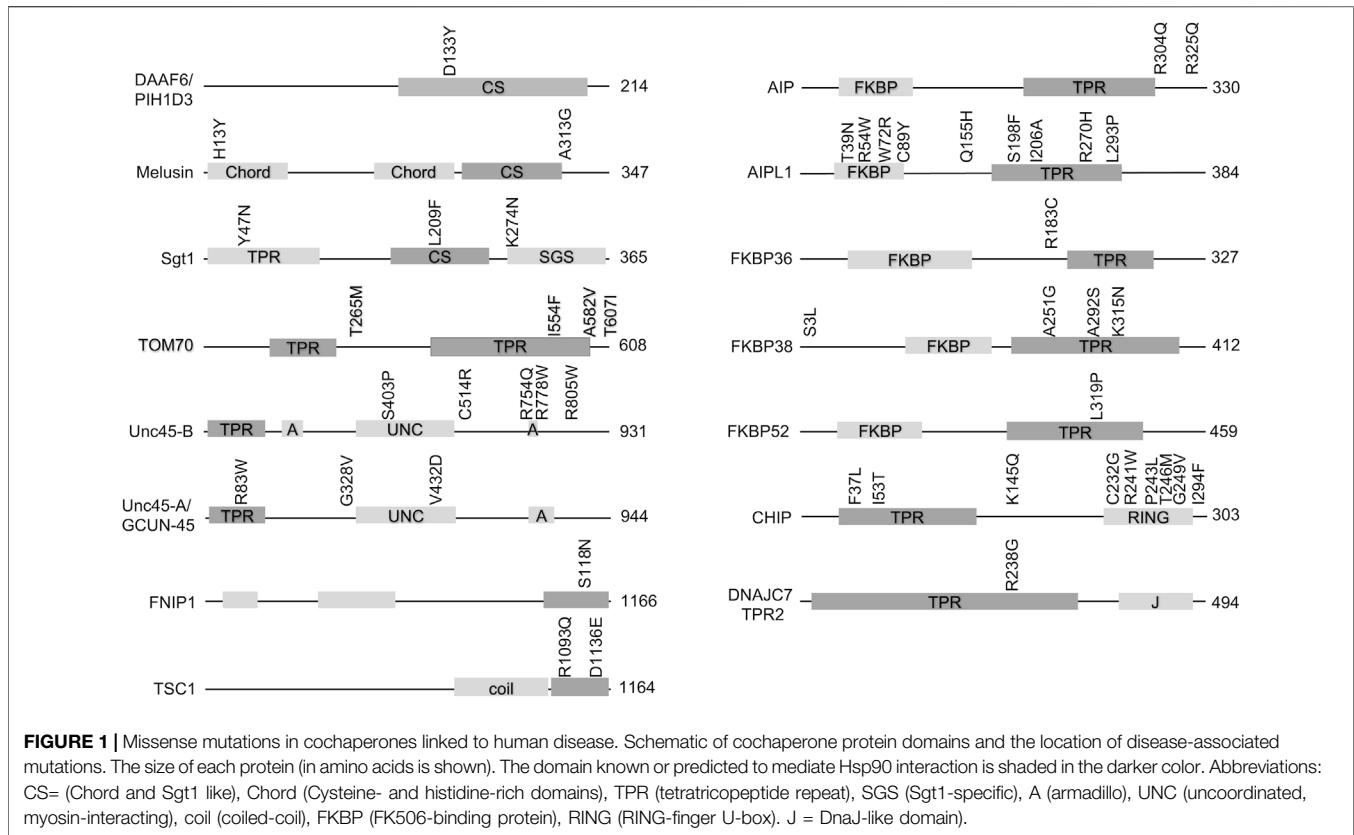 D133Y
DAAF6/
PIH1D3
CS
214
H13Y
A313G
Melusin
Chord
Chord
CS
347
Y47N
L209F
K274N
Sgt1
TPR
CS
SGS
365
T265M
I554F
A582V
T607I
TOM70
TPR
TPR
608
S403P
C514R
R754Q
R778W
R805W
Unc45-B
TPR
A
UNC
A
931
R83W
G328V
V432D
Unc45-A/
GCUN-45
TPR
UNC
A
944
S118N
FNIP1
1166
R1093Q
D1136E
TSC1
coil
1164
R304Q
R325Q
AIP
FKBP
TPR
330
T39N
R54W
W72R
C89Y
Q155H
S198F
I206A
R270H
L293P
AIPL1
FKBP
TPR
384
R183C
FKBP36
FKBP
TPR
327
S3L
A251G
A292S
K315N
FKBP38
FKBP
TPR
412
L319P
FKBP52
FKBP
TPR
459
F37L
I53T
K145Q
C232G
R241W
P243L
T246M
G249V
I294F
CHIP
TPR
RING
303
R238G
DNAJC7
TPR2
TPR
J
494
FIGURE 1 | Missense mutations in cochaperones linked to human disease. Schematic of cochaperone protein domains and the location of disease-associated
mutations. The size of each protein (in amino acids is shown). The domain known or predicted to mediate Hsp90 interaction is shaded in the darker color. Abbreviations:
CS= (Chord and Sgt1 like), Chord (Cysteine- and histidine-rich domains), TPR (tetratricopeptide repeat), SGS (Sgt1-specific), A (armadillo), UNC (uncoordinated,
myosin-interacting), coil (coiled-coil), FKBP (FK506-binding protein), RING (RING-finger U-box). J = DnaJ-like domain).